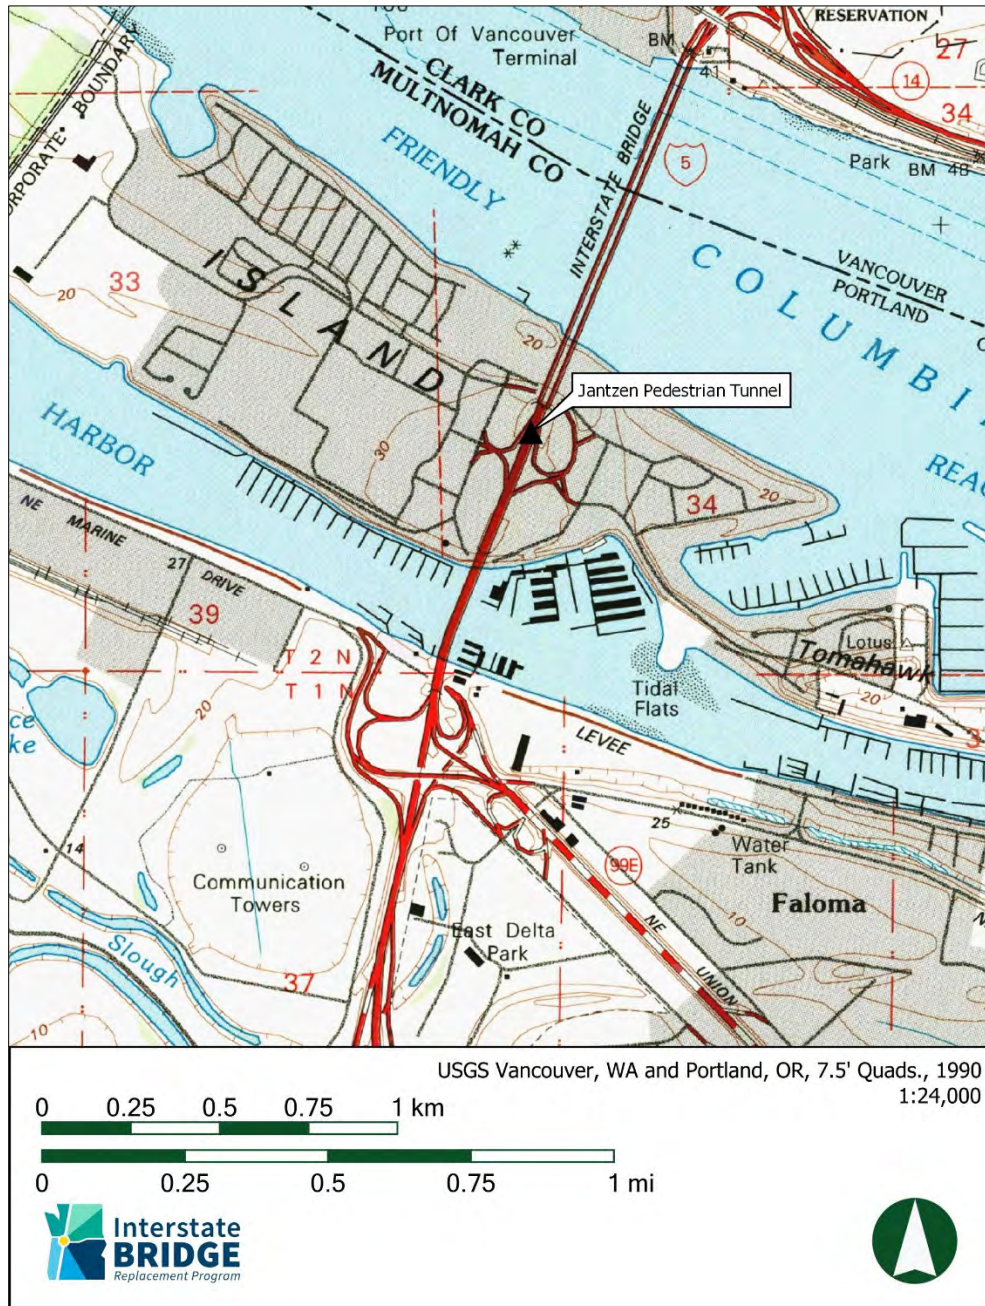 RESERVATION
Port Of Vancouver
Terminal
BM
41
27
14
34
CORPORATE BOUNDARY
CLARK CO
MULTNOMAH CO
FRIENDLY
INTERSTATE BRIDGE
5
Park
BM 48
COLUMBI
VANCOUVER
PORTLAND
33
20
ISLAND
20
Jantzen Pedestrian Tunnel
REAC
HARBOR
30
20
34
NE MARINE DRIVE
27
39
T 2 N
T 1 N
Lotus
Tomahawk
20
Tidal
Flats
20
LEVEE
14
25
Water
Tank
99E
Communication
Towers
Faloma
10
East Delta
Park
NE UNION
Slough
37
10
USGS Vancouver, WA and Portland, OR, 7.5' Quads., 1990
1:24,000
0 0.25 0.5 0.75 1 km
0 0.25 0.5 0.75 1 mi
Interstate
BRIDGE
Replacement Program